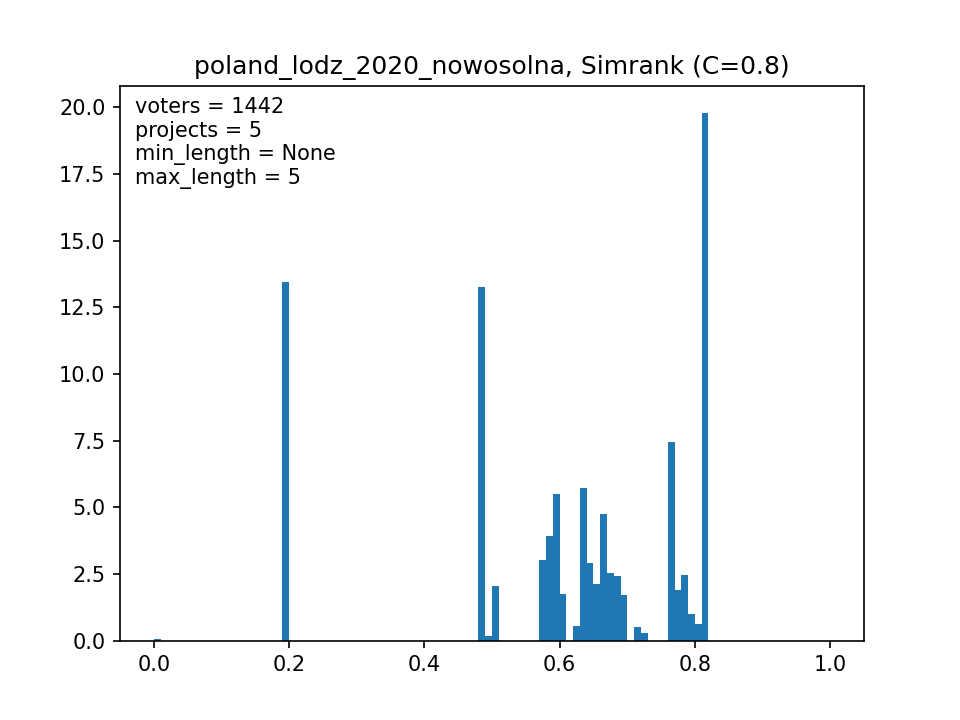 poland_lodz_2020_nowosolna, Simrank (C=0.8)
voters = 1442
projects = 5
min_length = None
max_length = 5
20.0
17.5
15.0
12.5
10.0
7.5
5.0
2.5
0.0
0.0 0.2 0.4 0.6 0.8 1.0